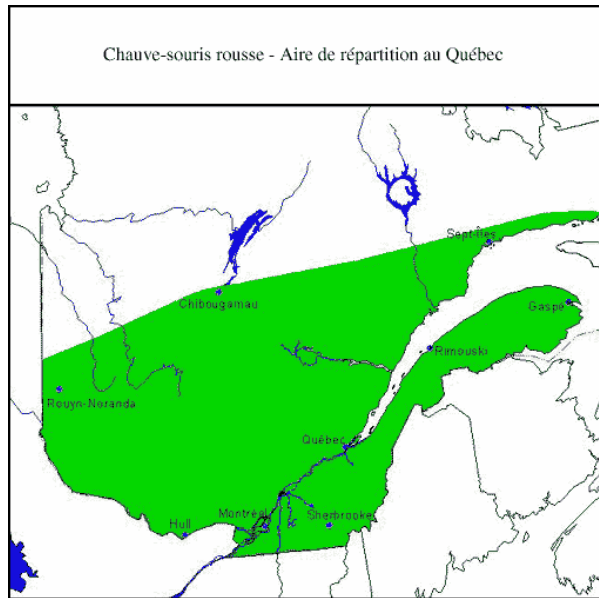 Chauve-souris rousse - Aire de répartition au Québec
Sept-Îles
Chibougamau
Gaspé
Rimouski
Rouyn-Noranda
Québec
Montréal
Sherbrooke
Hull